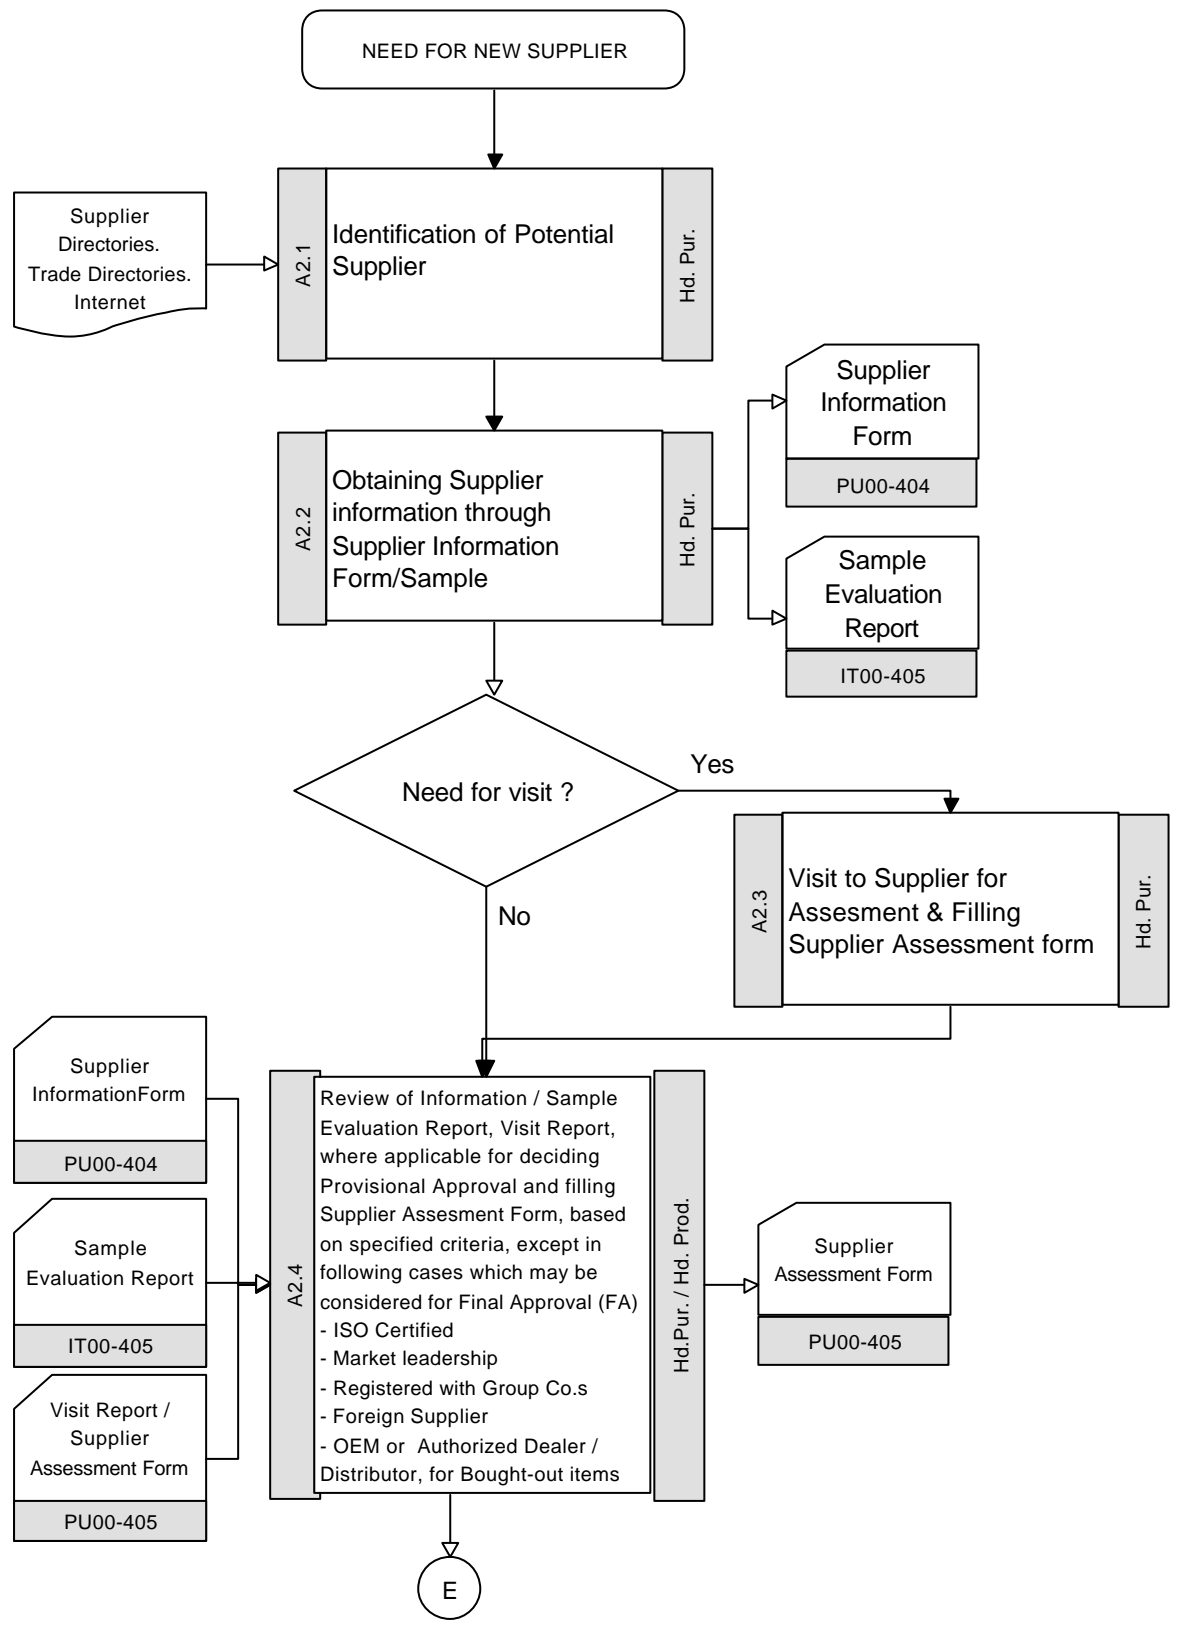 NEED FOR NEW SUPPLIER
Supplier
Directories.
Trade Directories.
Internet
A2.1
Identification of Potential
Supplier
Hd. Pur.
A2.2
Obtaining Supplier
information through
Supplier Information
Form/Sample
Hd. Pur.
Supplier
Information
Form
PU00-404
Sample
Evaluation
Report
IT00-405
Need for visit ?
Yes
No
A2.3
Visit to Supplier for
Assesment & Filling
Supplier Assessment form
Hd. Pur.
Supplier
InformationForm
PU00-404
Sample
Evaluation Report
IT00-405
Visit Report /
Supplier
Assessment Form
PU00-405
A2.4
Review of Information / Sample
Evaluation Report, Visit Report,
where applicable for deciding
Provisional Approval and filling
Supplier Assesment Form, based
on specified criteria, except in
following cases which may be
considered for Final Approval (FA)
- ISO Certified
- Market leadership
- Registered with Group Co.s
- Foreign Supplier
- OEM or  Authorized Dealer /
Distributor, for Bought-out items
Hd.Pur. / Hd. Prod.
Supplier
Assessment Form
PU00-405
E